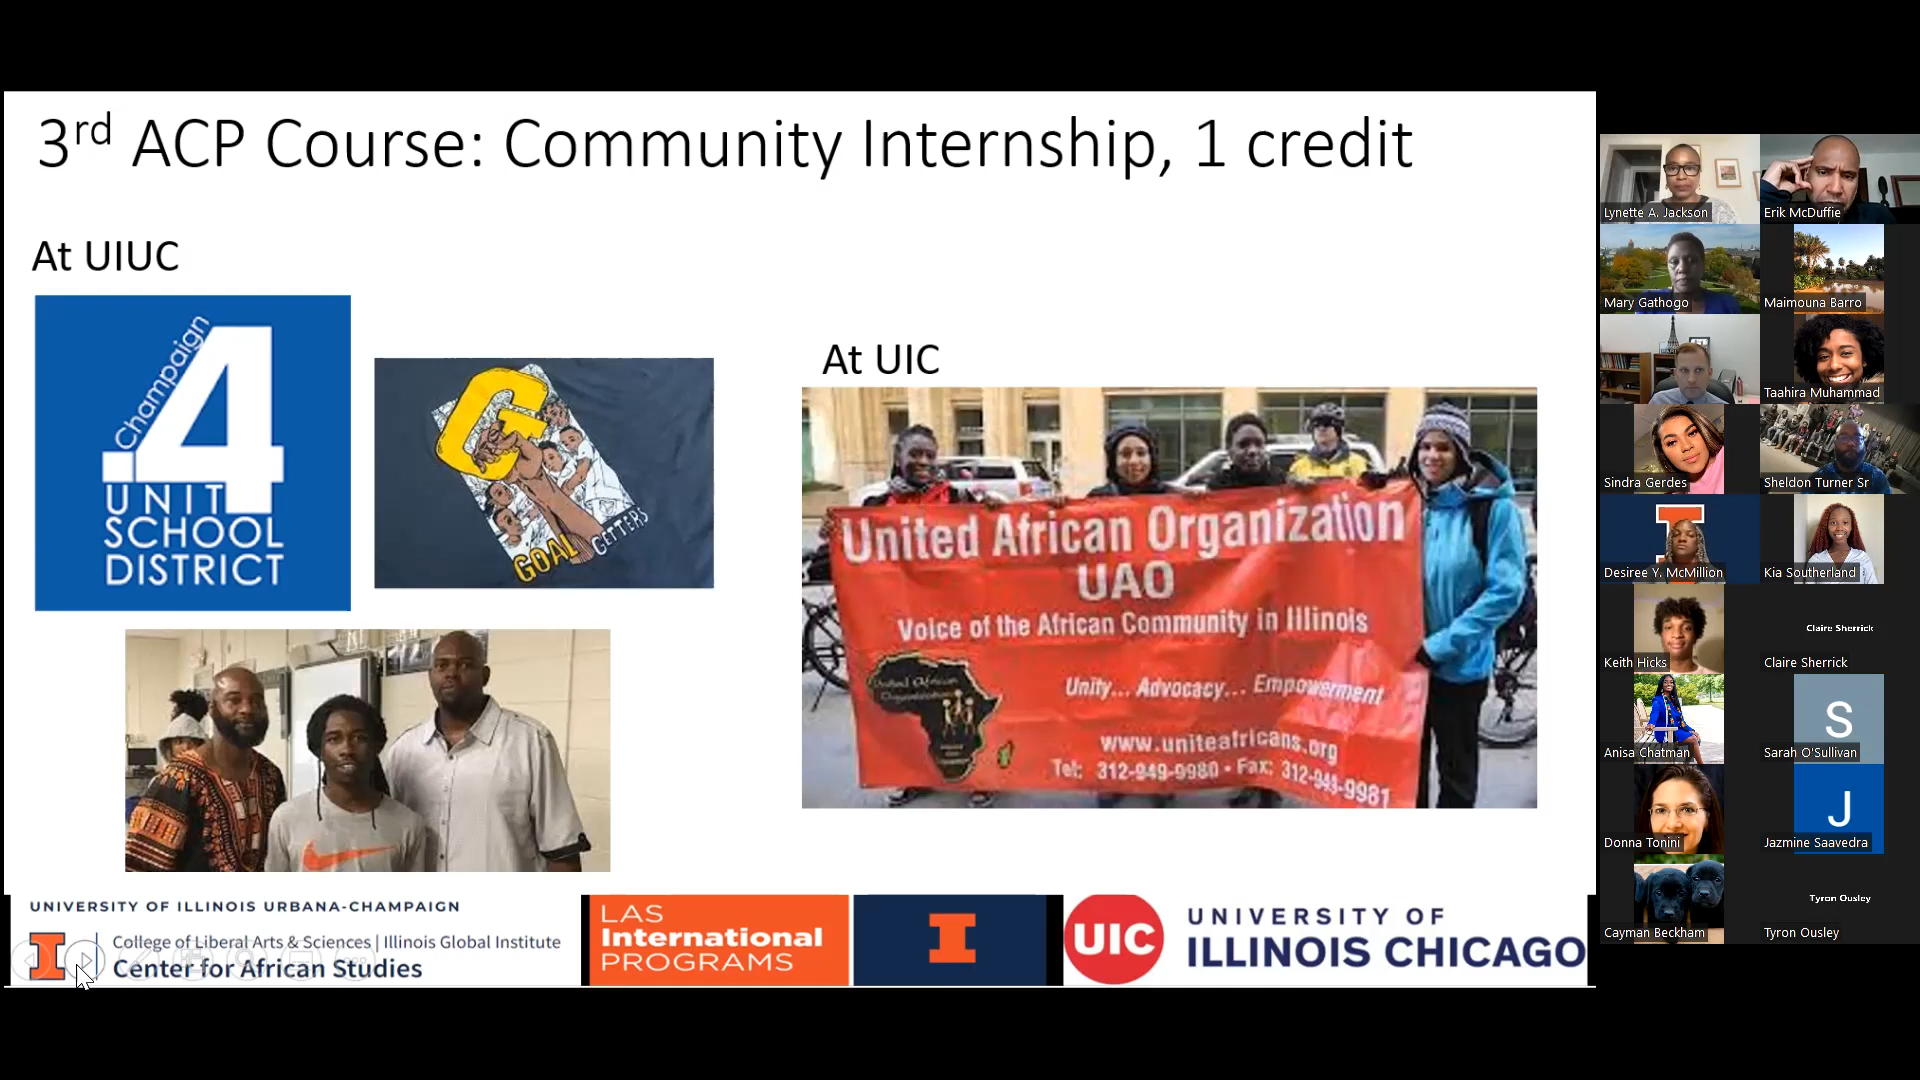 3rd ACP Course: Community Internship, 1 credit
At UIUC
Champaign
4
UNIT
SCHOOL
DISTRICT
G
GOAL GETTERS
At UIC
United African Organization
UAO
Voice of the African Community in Illinois
United African
Organization
Unity... Advocacy... Empowerment
www.uniteafricans.org
Tel: 312-949-9980 • Fax: 312-949-9981
UNIVERSITY OF ILLINOIS URBANA-CHAMPAIGN
I
College of Liberal Arts & Sciences | Illinois Global Institute
Center for African Studies
LAS
International
PROGRAMS
I
UIC
UNIVERSITY OF
ILLINOIS CHICAGO
Lynette A. Jackson
Erik McDuffie
Mary Gathogo
Maimouna Barro
Taahira Muhammad
Sindra Gerdes
Sheldon Turner Sr
I
Desiree Y. McMillion
Kia Southerland
Keith Hicks
Claire Sherrick
Claire Sherrick
Anisa Chatman
S
Sarah O'Sullivan
Donna Tonini
J
Jazmine Saavedra
Cayman Beckham
Tyron Ousley
Tyron Ousley